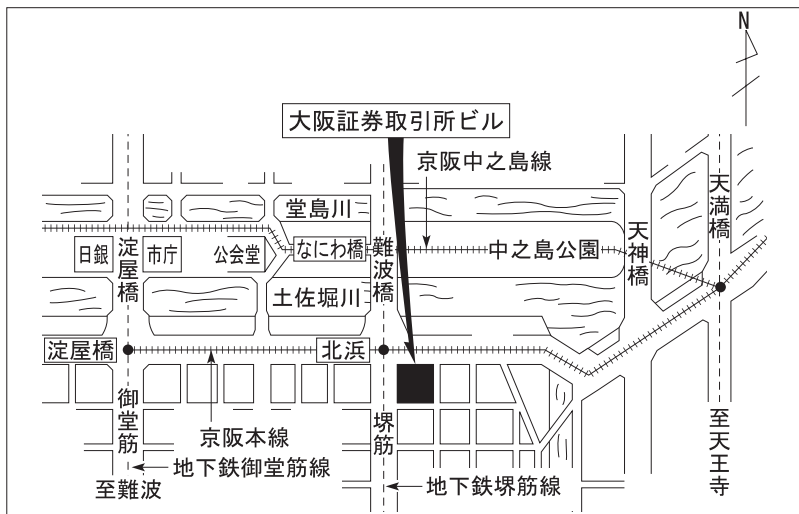 N
大阪証券取引所ビル
京阪中之島線
堂島川
天満橋
日銀
淀屋橋
市庁
公会堂
なにわ橋
難波橋
中之島公園
天神橋
土佐堀川
淀屋橋
北浜
御堂筋
京阪本線
堺筋
地下鉄御堂筋線
至難波
地下鉄堺筋線
至天王寺